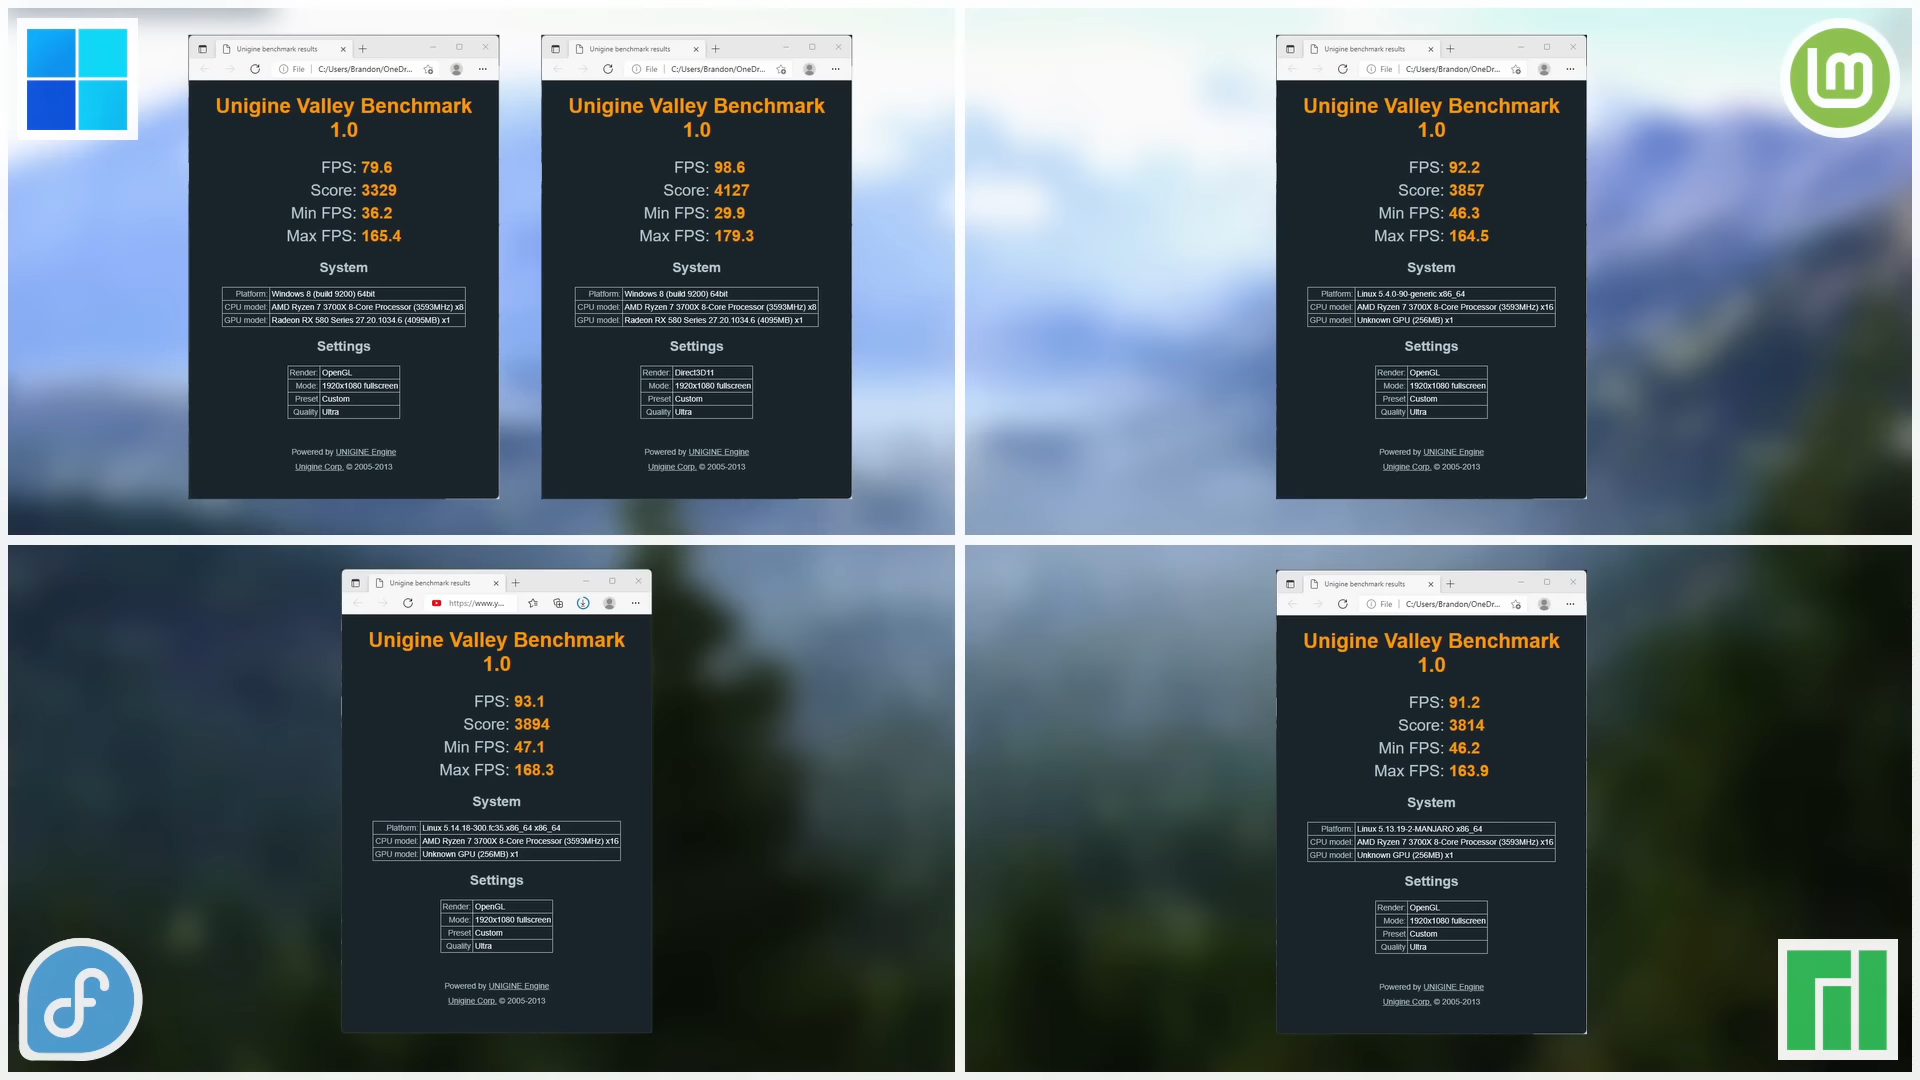 Unigine benchmark results
File C:/Users/Brandon/OneDr...
Unigine Valley Benchmark
1.0
FPS: 79.6
Score: 3329
Min FPS: 36.2
Max FPS: 165.4
System
Platform: Windows 8 (build 9200) 64bit
CPU model: AMD Ryzen 7 3700X 8-Core Processor (3593MHz) x8
GPU model: Radeon RX 580 Series 27.20.1034.6 (4095MB) x1
Settings
Render: OpenGL
Mode: 1920x1080 fullscreen
Preset Custom
Quality Ultra
Powered by UNIGINE Engine
Unigine Corp. © 2005-2013
Unigine benchmark results
File C:/Users/Brandon/OneDr...
Unigine Valley Benchmark
1.0
FPS: 98.6
Score: 4127
Min FPS: 29.9
Max FPS: 179.3
System
Platform: Windows 8 (build 9200) 64bit
CPU model: AMD Ryzen 7 3700X 8-Core Processor (3593MHz) x8
GPU model: Radeon RX 580 Series 27.20.1034.6 (4095MB) x1
Settings
Render: Direct3D11
Mode: 1920x1080 fullscreen
Preset Custom
Quality Ultra
Powered by UNIGINE Engine
Unigine Corp. © 2005-2013
Unigine benchmark results
File C:/Users/Brandon/OneDr...
Unigine Valley Benchmark
1.0
FPS: 92.2
Score: 3857
Min FPS: 46.3
Max FPS: 164.5
System
Platform: Linux 5.4.0-90-generic x86_64
CPU model: AMD Ryzen 7 3700X 8-Core Processor (3593MHz) x16
GPU model: Unknown GPU (256MB) x1
Settings
Render: OpenGL
Mode: 1920x1080 fullscreen
Preset Custom
Quality Ultra
Powered by UNIGINE Engine
Unigine Corp. © 2005-2013
Unigine benchmark results
https://www.y...
Unigine Valley Benchmark
1.0
FPS: 93.1
Score: 3894
Min FPS: 47.1
Max FPS: 168.3
System
Platform: Linux 5.14.18-300.fc35.x86_64 x86_64
CPU model: AMD Ryzen 7 3700X 8-Core Processor (3593MHz) x16
GPU model: Unknown GPU (256MB) x1
Settings
Render: OpenGL
Mode: 1920x1080 fullscreen
Preset Custom
Quality Ultra
Powered by UNIGINE Engine
Unigine Corp. © 2005-2013
Unigine benchmark results
File C:/Users/Brandon/OneDr...
Unigine Valley Benchmark
1.0
FPS: 91.2
Score: 3814
Min FPS: 46.2
Max FPS: 163.9
System
Platform: Linux 5.13.19-2-MANJARO x86_64
CPU model: AMD Ryzen 7 3700X 8-Core Processor (3593MHz) x16
GPU model: Unknown GPU (256MB) x1
Settings
Render: OpenGL
Mode: 1920x1080 fullscreen
Preset Custom
Quality Ultra
Powered by UNIGINE Engine
Unigine Corp. © 2005-2013